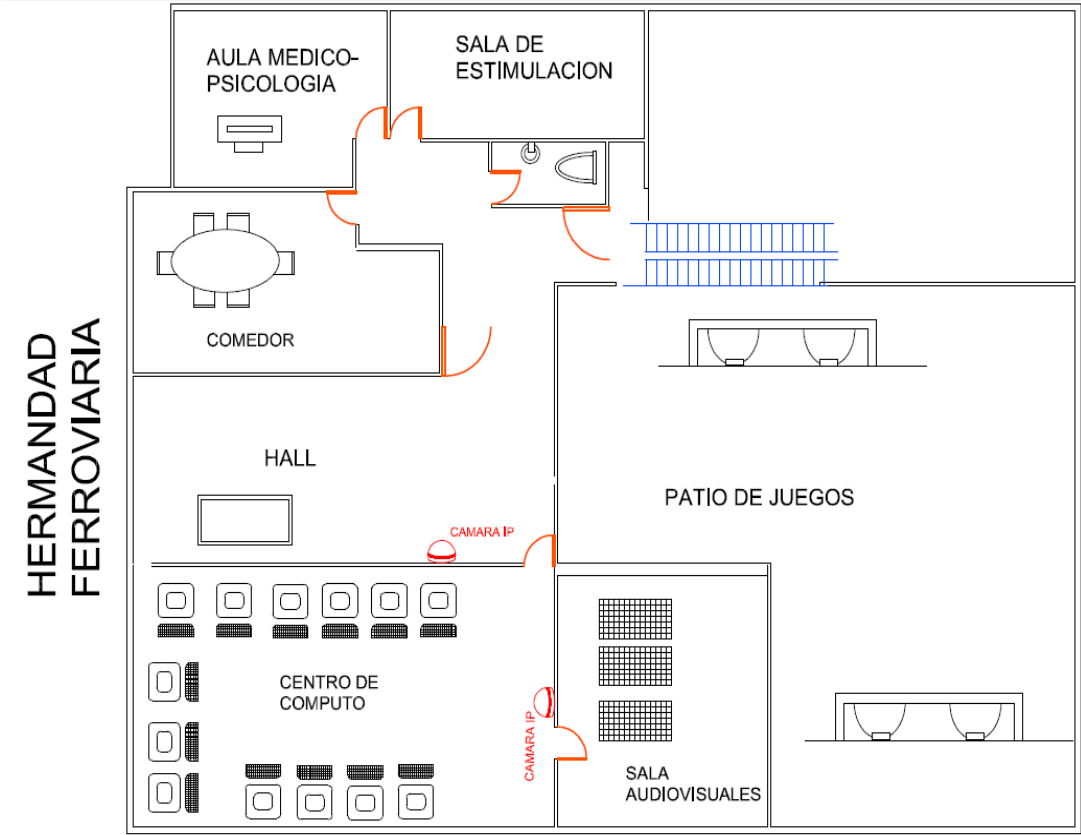 HERMANDAD
FERROVIARIA
AULA MEDICO-
PSICOLOGIA
SALA DE
ESTIMULACION
COMEDOR
HALL
CAMARA IP
PATIO DE JUEGOS
CENTRO DE
COMPUTO
CAMARA IP
SALA
AUDIOVISUALES